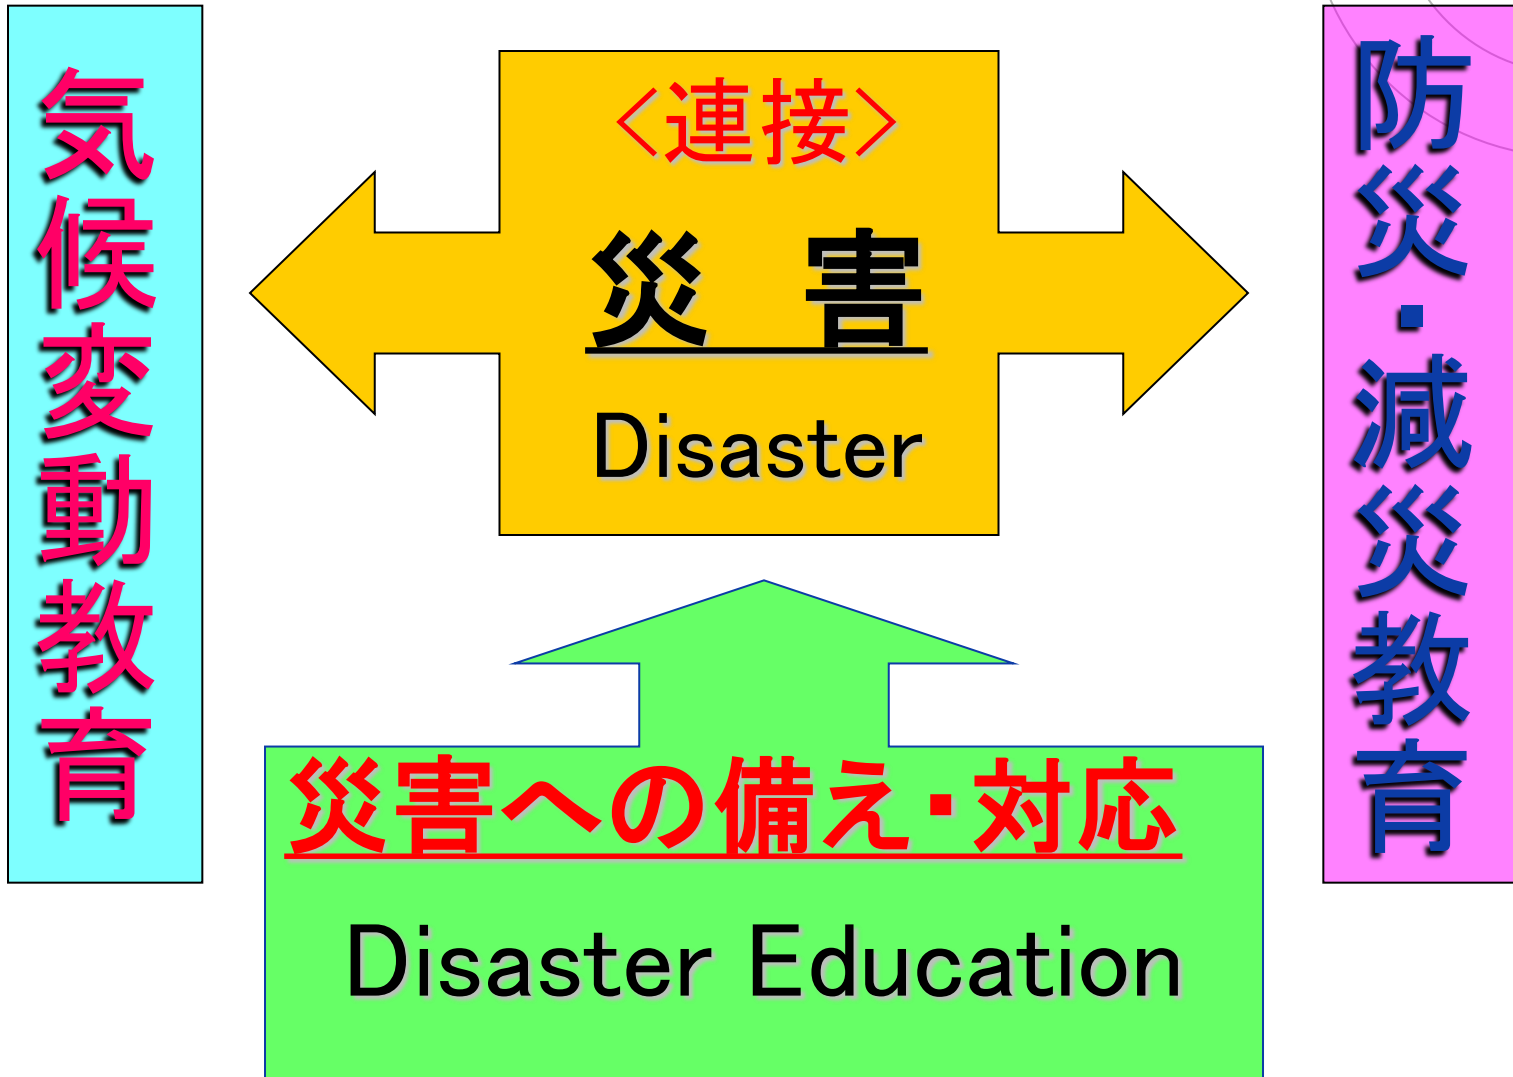 気候変動教育
<連接>
災　害
Disaster
防災・減災教育
災害への備え・対応
Disaster Education